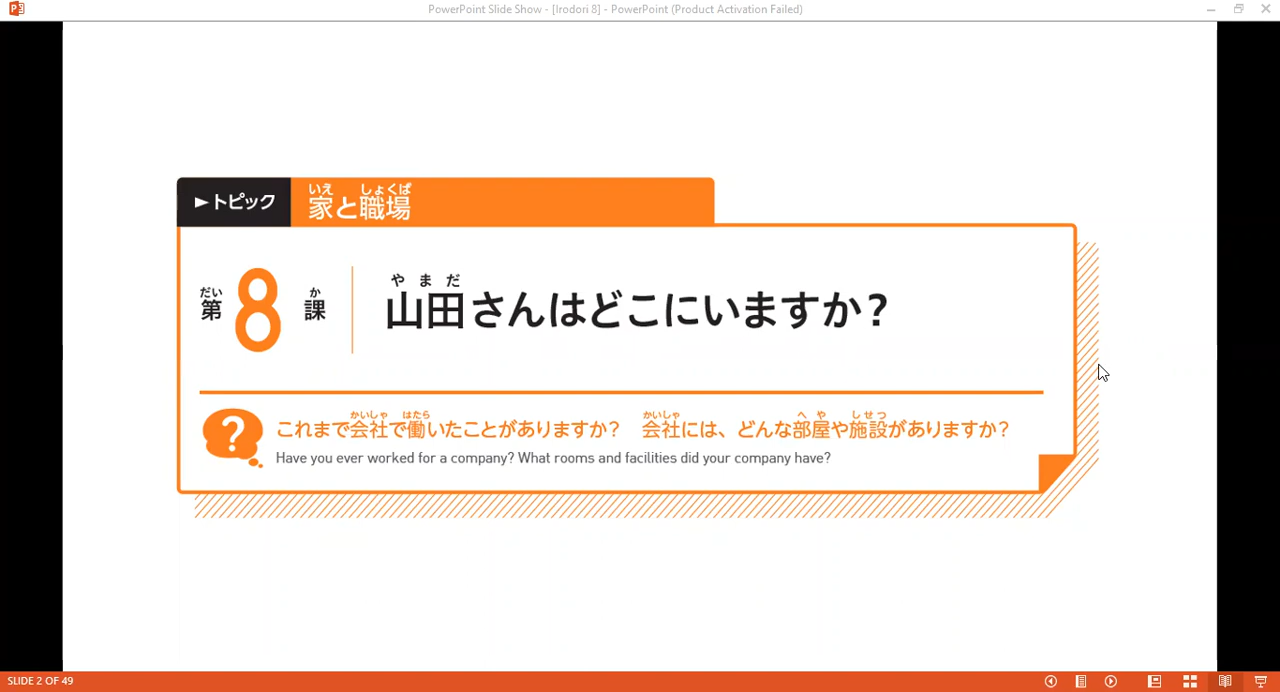 PowerPoint Slide Show - [Irodori 8] - PowerPoint (Product Activation Failed)
►トピック
いえ しょくば
家と職場
だい か
第8課
やまだ
山田さんはどこにいますか?
かいしゃ はたら かいしゃ へや しせつ
? これまで会社で働いたことがありますか? 会社には、どんな部屋や施設がありますか?
Have you ever worked for a company? What rooms and facilities did your company have?
SLIDE 2 OF 49